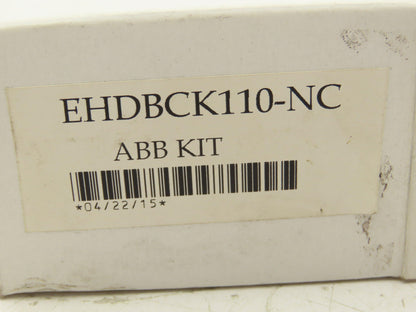 EHDBCK110-NC
ABB KIT
*04/22/15*